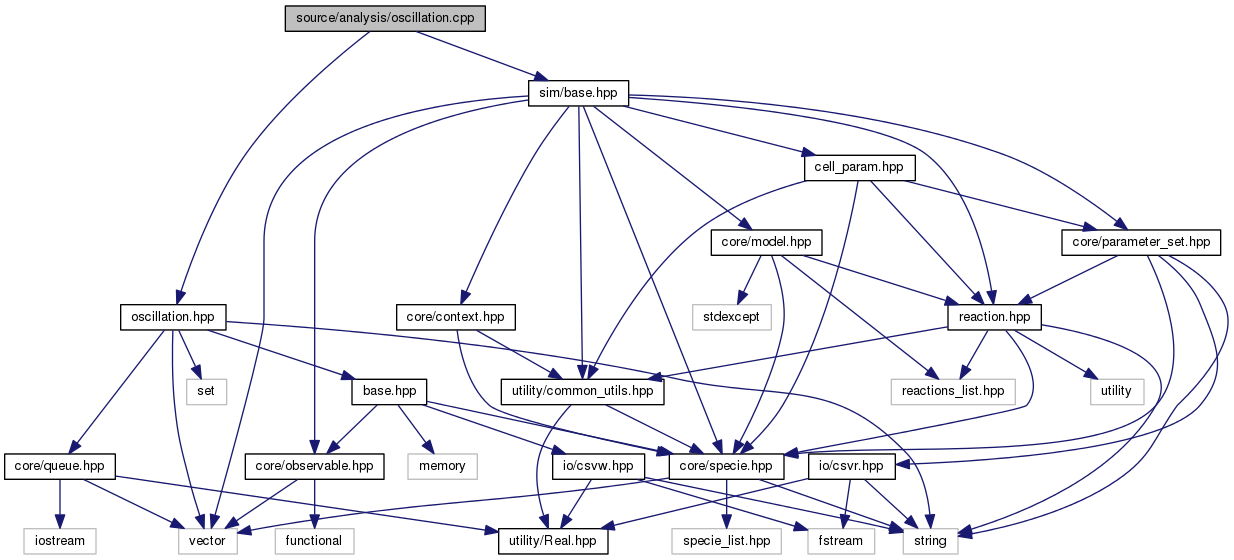 source/analysis/oscillation.cpp
sim/base.hpp
cell_param.hpp
core/model.hpp
core/parameter_set.hpp
oscillation.hpp
core/context.hpp
stdexcept
reaction.hpp
set
base.hpp
utility/common_utils.hpp
reactions_list.hpp
utility
core/queue.hpp
core/observable.hpp
memory
io/csvw.hpp
core/specie.hpp
io/csvr.hpp
iostream
vector
functional
utility/Real.hpp
specie_list.hpp
fstream
string